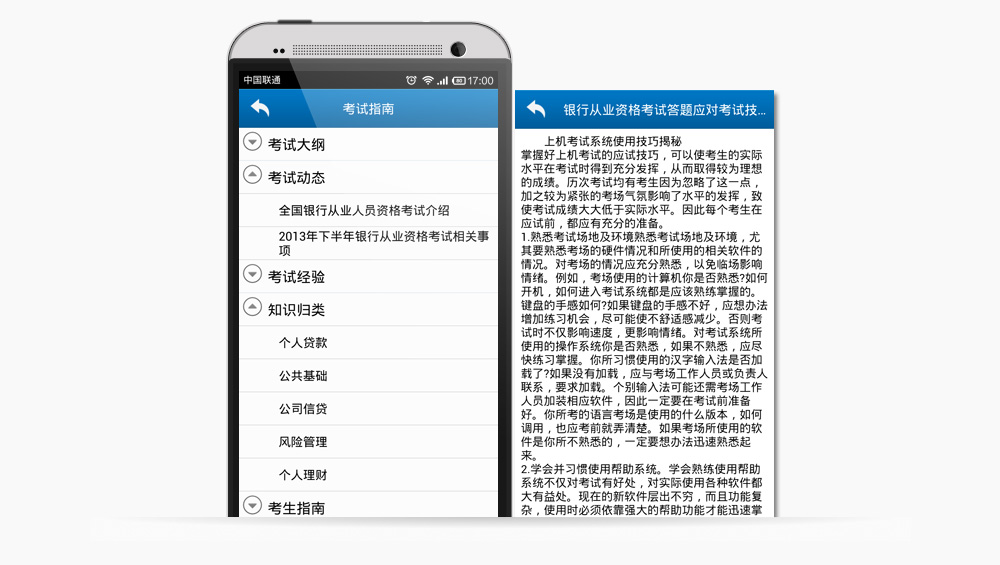 中国联通
80 17:00
考试指南
考试大纲
考试动态
全国银行从业人员资格考试介绍
2013年下半年银行从业资格考试相关事
项
考试经验
知识归类
个人贷款
公共基础
公司信贷
风险管理
个人理财
考生指南
银行从业资格考试答题应对考试技...
上机考试系统使用技巧揭秘
掌握好上机考试的应试技巧，可以使考生的实际
水平在考试时得到充分发挥，从而取得较为理想
的成绩。历次考试均有考生因为忽略了这一点，
加之较为紧张的考场气氛影响了水平的发挥，致
使考试成绩大大低于实际水平。因此每个考生在
应试前，都应有充分的准备。
1.熟悉考试场地及环境熟悉考试场地及环境，尤
其要熟悉考场的硬件情况和所使用的相关软件的
情况。对考场的情况应充分熟悉，以免临场影响
情绪。例如，考场使用的计算机你是否熟悉?如何
开机，如何进入考试系统都是应该熟练掌握的。
键盘的手感如何?如果键盘的手感不好，应想办法
增加练习机会，尽可能使不舒适感减少。否则考
试时不仅影响速度，更影响情绪。对考试系统所
使用的操作系统你是否熟悉，如果不熟悉，应尽
快练习掌握。你所习惯使用的汉字输入法是否加
载了?如果没有加载，应与考场工作人员或负责人
联系，要求加载。个别输入法可能还需考场工作
人员加装相应软件，因此一定要在考试前准备
好。你所考的语言考场是使用的什么版本，如何
调用，也应考前就弄清楚。如果考场所使用的软
件是你所不熟悉的，一定要想办法迅速熟悉起
来。
2.学会并习惯使用帮助系统。学会熟练使用帮助
系统不仅对考试有好处，对实际使用各种软件都
大有益处。现在的新软件层出不穷，而且功能复
杂，使用时必须依靠强大的帮助功能才能迅速掌